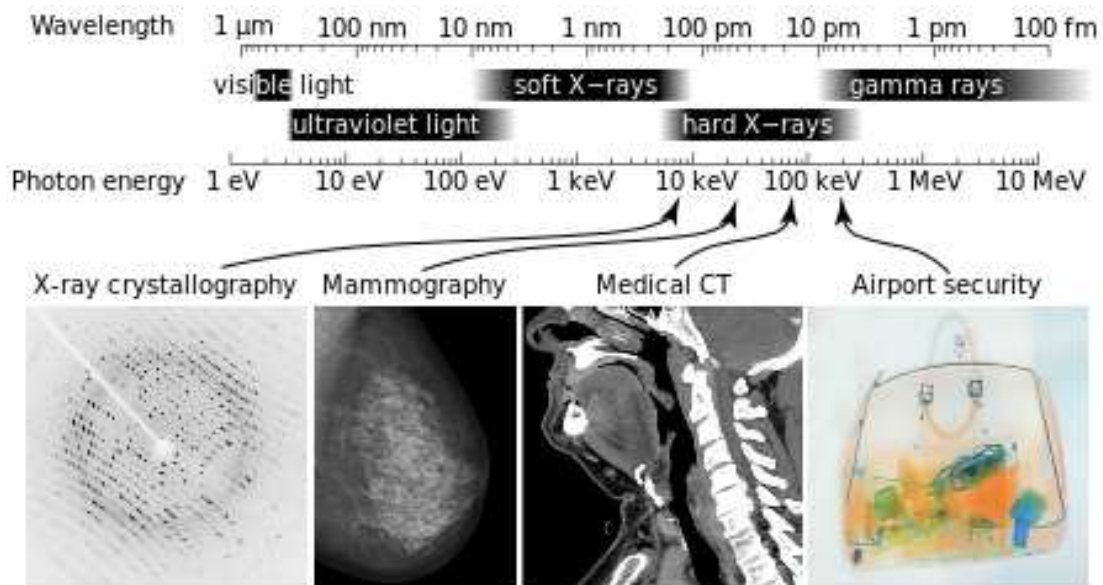 Wavelength 1 μm 100 nm 10 nm 1 nm 100 pm 10 pm 1 pm 100 fm
visible light soft X−rays gamma rays
ultraviolet light hard X−rays
Photon energy 1 eV 10 eV 100 eV 1 keV 10 keV 100 keV 1 MeV 10 MeV
X-ray crystallography Mammography Medical CT Airport security